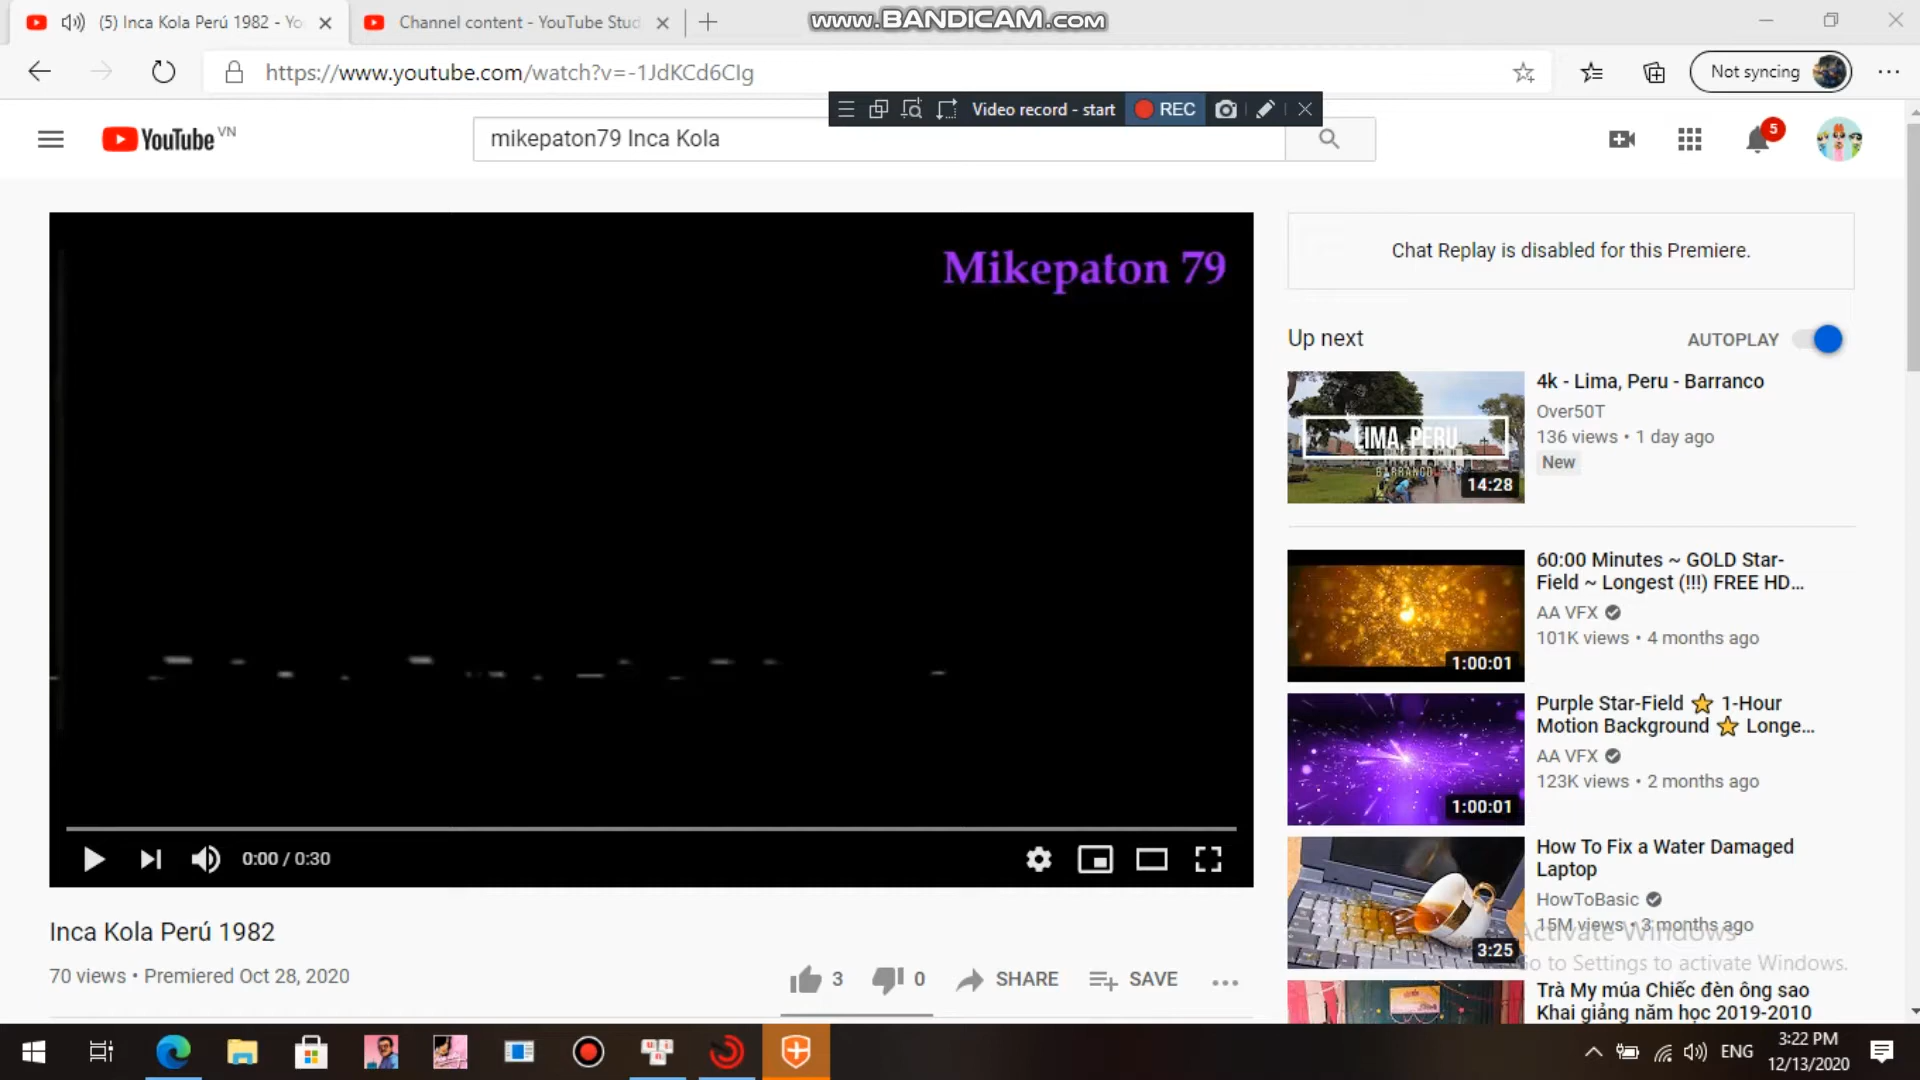 www.BANDICAM.com
(5) Inca Kola Perú 1982 - Yo
Channel content - YouTube Stud
https://www.youtube.com/watch?v=-1JdKCd6CIg
Not syncing
Video record - start
REC
YouTube VN
mikepaton79 Inca Kola
5
Mikepaton 79
Chat Replay is disabled for this Premiere.
Up next
AUTOPLAY
LIMA, PERU
BARRANCO
14:28
4k - Lima, Peru - Barranco
Over50T
136 views • 1 day ago
New
1:00:01
60:00 Minutes ~ GOLD Star-
Field ~ Longest (!!!) FREE HD...
AA VFX
101K views • 4 months ago
1:00:01
Purple Star-Field ⭐ 1-Hour
Motion Background ⭐ Longe...
AA VFX
123K views • 2 months ago
3:25
How To Fix a Water Damaged
Laptop
HowToBasic
15M views • 3 months ago
Activate Windows
Go to Settings to activate Windows.
Trà My múa Chiếc đèn ông sao
Khai giảng năm học 2019-2010
0:00 / 0:30
Inca Kola Perú 1982
70 views • Premiered Oct 28, 2020
3
0
SHARE
SAVE
ENG
3:22 PM
12/13/2020